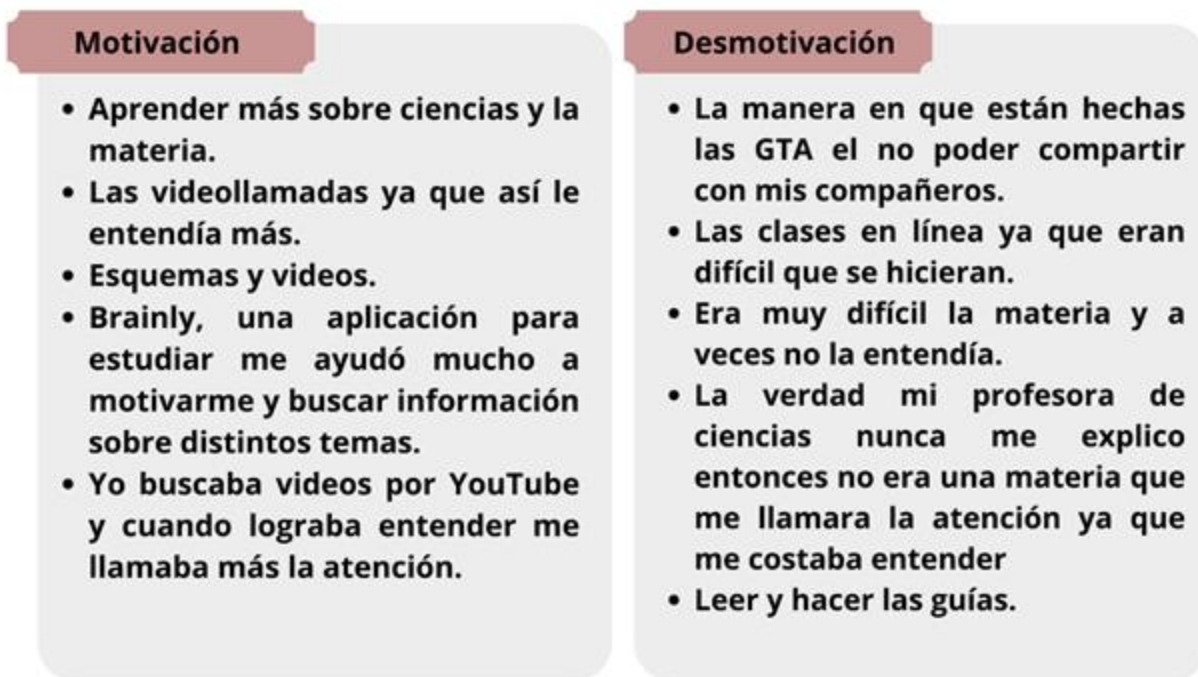 Motivación
• Aprender más sobre ciencias y la
materia.
• Las videollamadas ya que así le
entendía más.
• Esquemas y videos.
• Brainly, una aplicación para
estudiar me ayudó mucho a
motivarme y buscar información
sobre distintos temas.
• Yo buscaba videos por YouTube
y cuando lograba entender me
llamaba más la atención.
Desmotivación
• La manera en que están hechas
las GTA el no poder compartir
con mis compañeros.
• Las clases en línea ya que eran
difícil que se hicieran.
• Era muy difícil la materia y a
veces no la entendía.
• La verdad mi profesora de
ciencias nunca me explico
entonces no era una materia que
me llamara la atención ya que
me costaba entender
• Leer y hacer las guías.